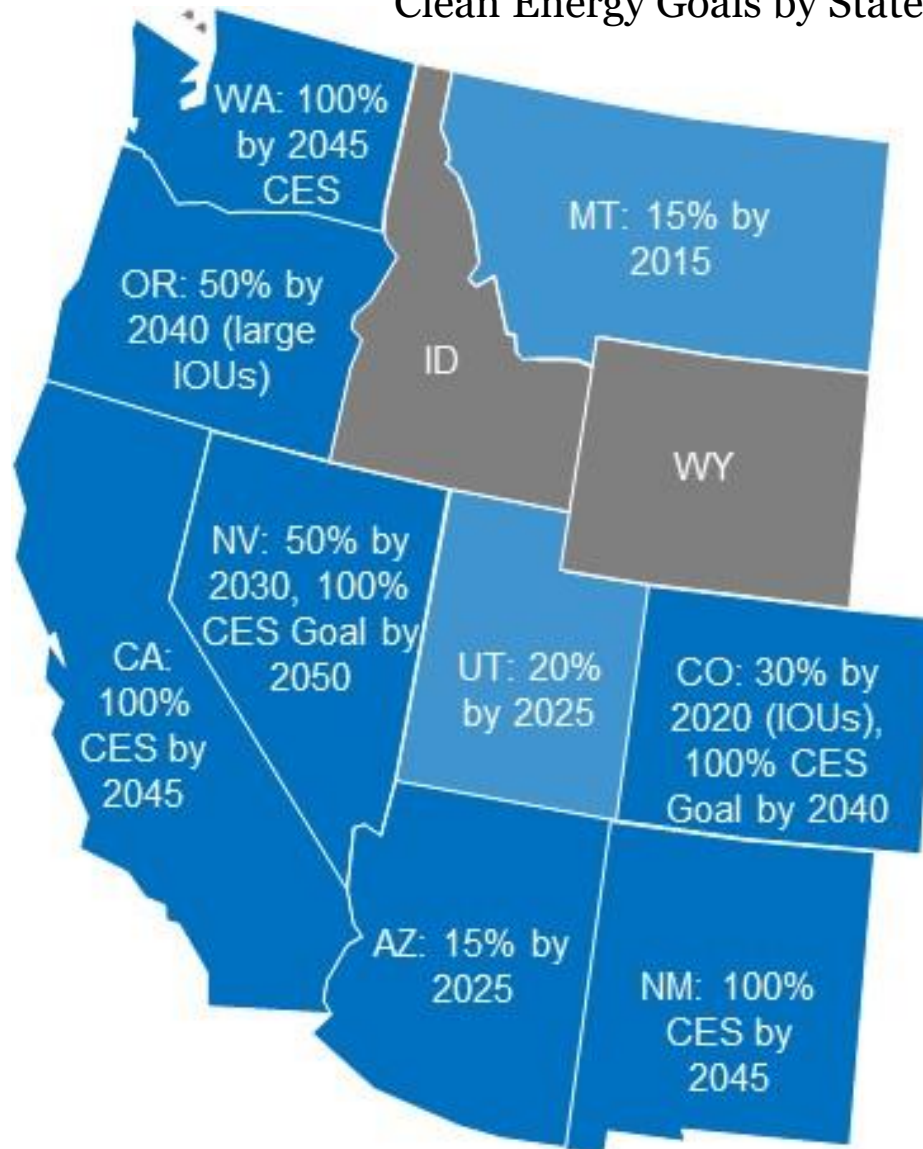 Clean Energy Goals by State
WA: 100%
by 2045
CES
MT: 15% by
2015
OR: 50% by
2040 (large
IOUs)
ID
WY
NV: 50% by
2030, 100%
CES Goal by
2050
CA:
100%
CES by
2045
UT: 20%
by 2025
CO: 30% by
2020 (IOUs),
100% CES
Goal by 2040
AZ: 15% by
2025
NM: 100%
CES by
2045